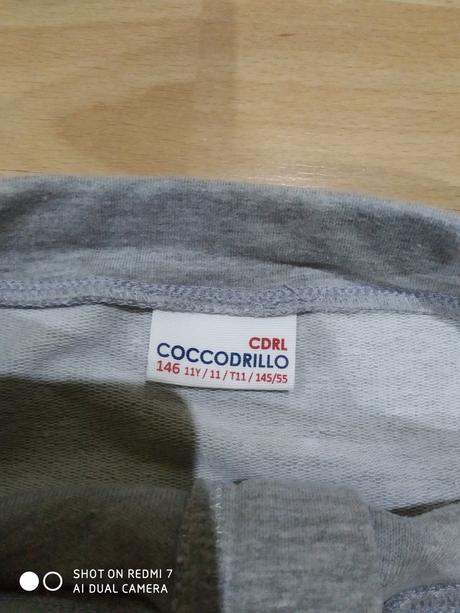 CDRL
COCCODRILLO
146 11Y / 11 / T11 / 145/55
SHOT ON REDMI 7
AI DUAL CAMERA